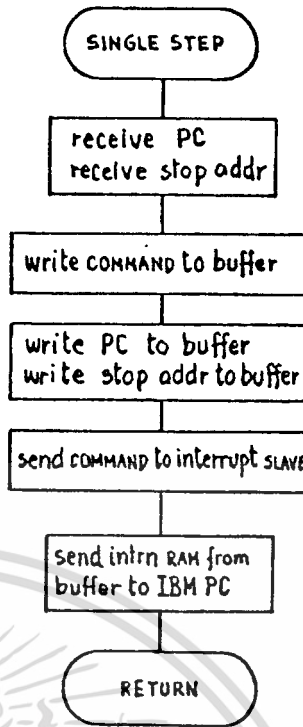 SINGLE STEP
receive PC
receive stop addr
write COMMAND to buffer
write PC to buffer
write stop addr to buffer
send COMMAND to interrupt SLAVE
send intrn RAM from
buffer to IBM PC
RETURN